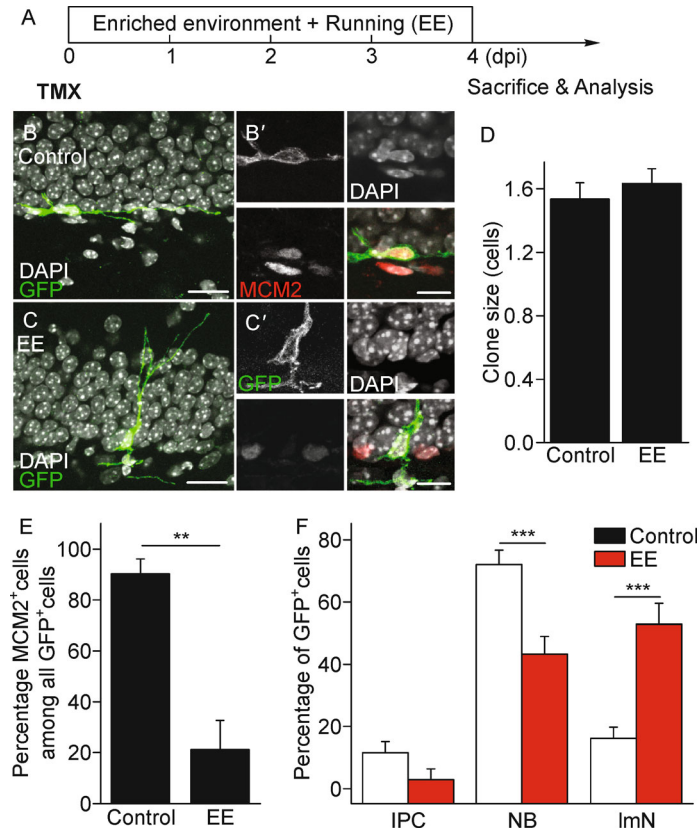 A
Enriched environment + Running (EE)
0 1 2 3 4 (dpi)
TMX
Sacrifice & Analysis
B
Control
DAPI
GFP
B′
DAPI
MCM2
C
EE
DAPI
GFP
C′
GFP
DAPI
D
Clone size (cells)
1.6
1.2
0.4
0.0
Control EE
E
Percentage MCM2+cells
among all GFP+cells
100
80
60
40
20
0
**
Control EE
F
Percentage of GFP+cells
80
60
40
20
0
***
***
Control
EE
IPC NB ImN